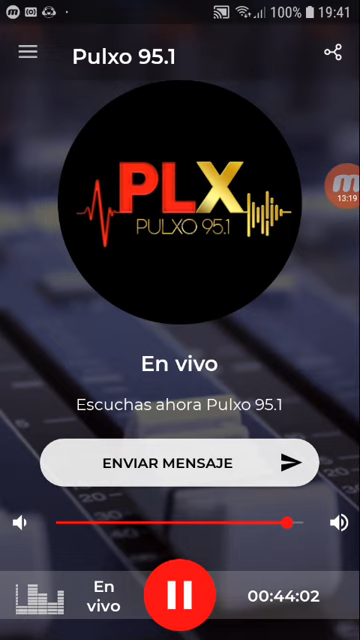 100% 19:41
Pulxo 95.1
13:19
PLX
PULXO 95.1
En vivo
Escuchas ahora Pulxo 95.1
ENVIAR MENSAJE
En
vivo
00:44:02